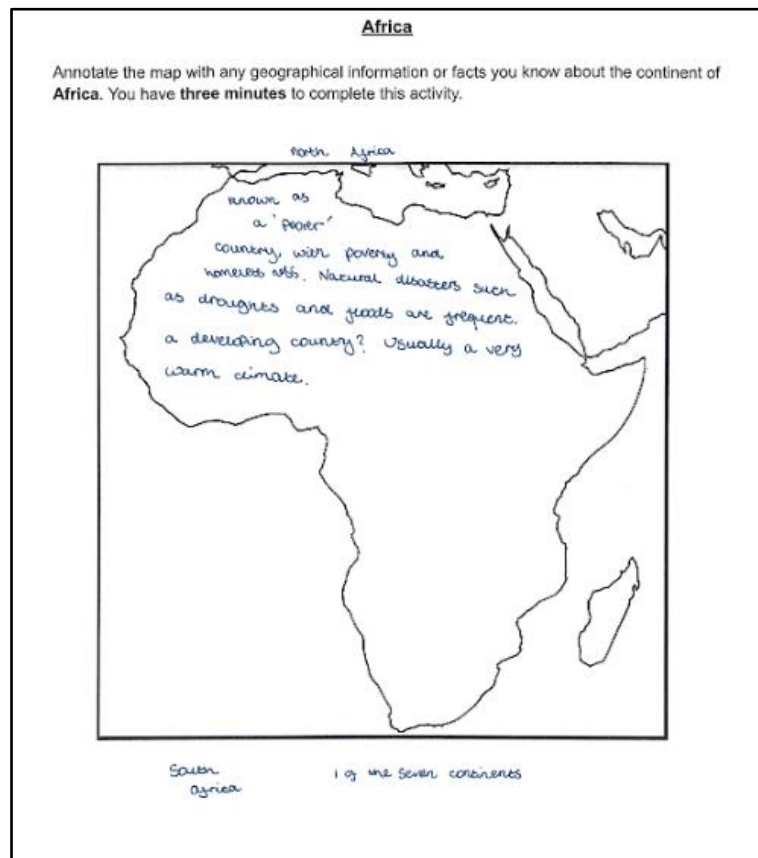 Africa
Annotate the map with any geographical information or facts you know about the continent of
Africa. You have three minutes to complete this activity.
North Africa
known as
a 'poorer'
country, with poverty and
homelessness. Natural disasters such
as droughts and floods are frequent.
a developing country? Usually a very
warm climate.
South
africa
1 of the seven continents